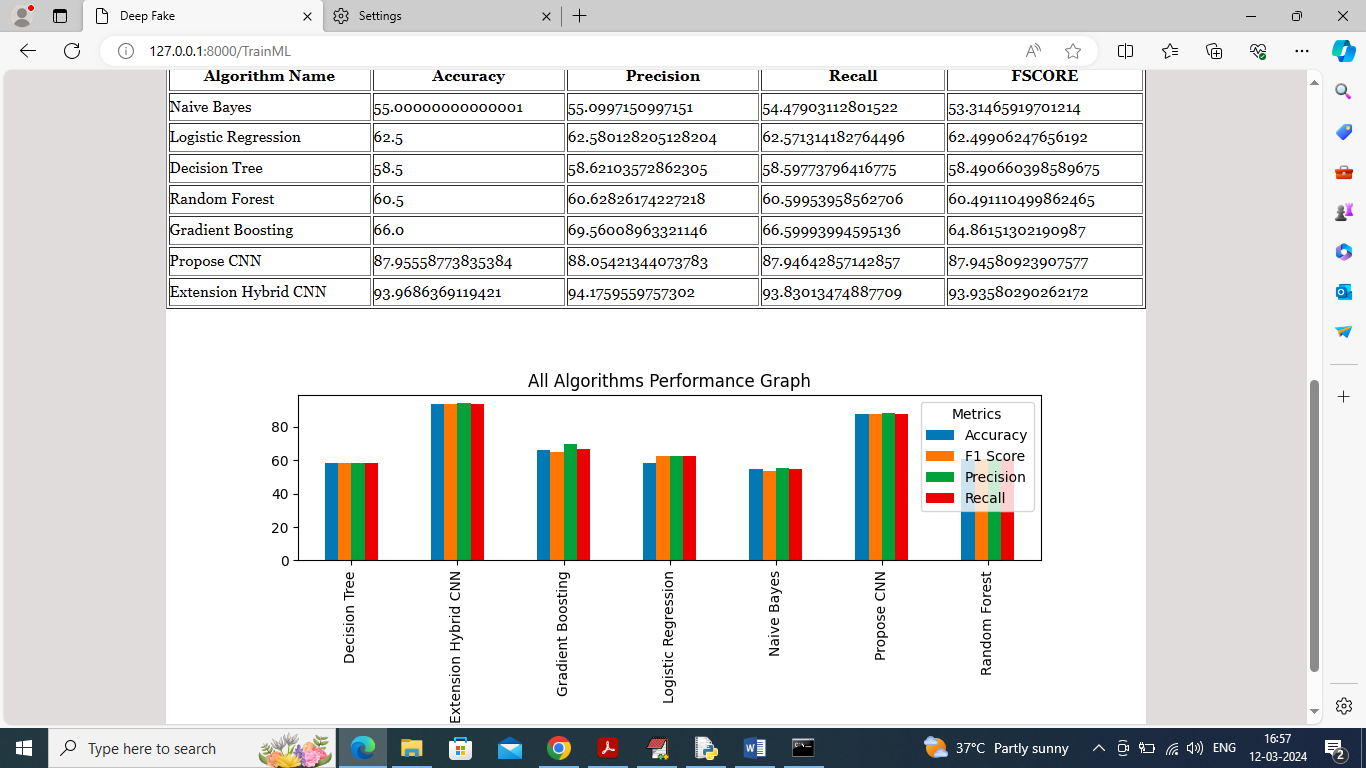 Deep Fake
Settings
127.0.0.1:8000/TrainML
Algorithm Name Accuracy Precision Recall FSCORE
Naive Bayes 55.00000000000001 55.0997150997151 54.47903112801522 53.31465919701214
Logistic Regression 62.5 62.580128205128204 62.571314182764496 62.49906247656192
Decision Tree 58.5 58.62103572862305 58.59773796416775 58.490660398589675
Random Forest 60.5 60.62826174227218 60.59953958562706 60.491110499862465
Gradient Boosting 66.0 69.56008963321146 66.59993994595136 64.86151302190987
Propose CNN 87.95558773835384 88.05421344073783 87.94642857142857 87.94580923907577
Extension Hybrid CNN 93.9686369119421 94.1759559757302 93.83013474887709 93.93580290262172
All Algorithms Performance Graph
Metrics
Accuracy
F1 Score
Precision
Recall
80
60
40
20
0
Decision Tree
Extension Hybrid CNN
Gradient Boosting
Logistic Regression
Naive Bayes
Propose CNN
Random Forest
Type here to search
37°C Partly sunny
ENG
16:57
12-03-2024
2